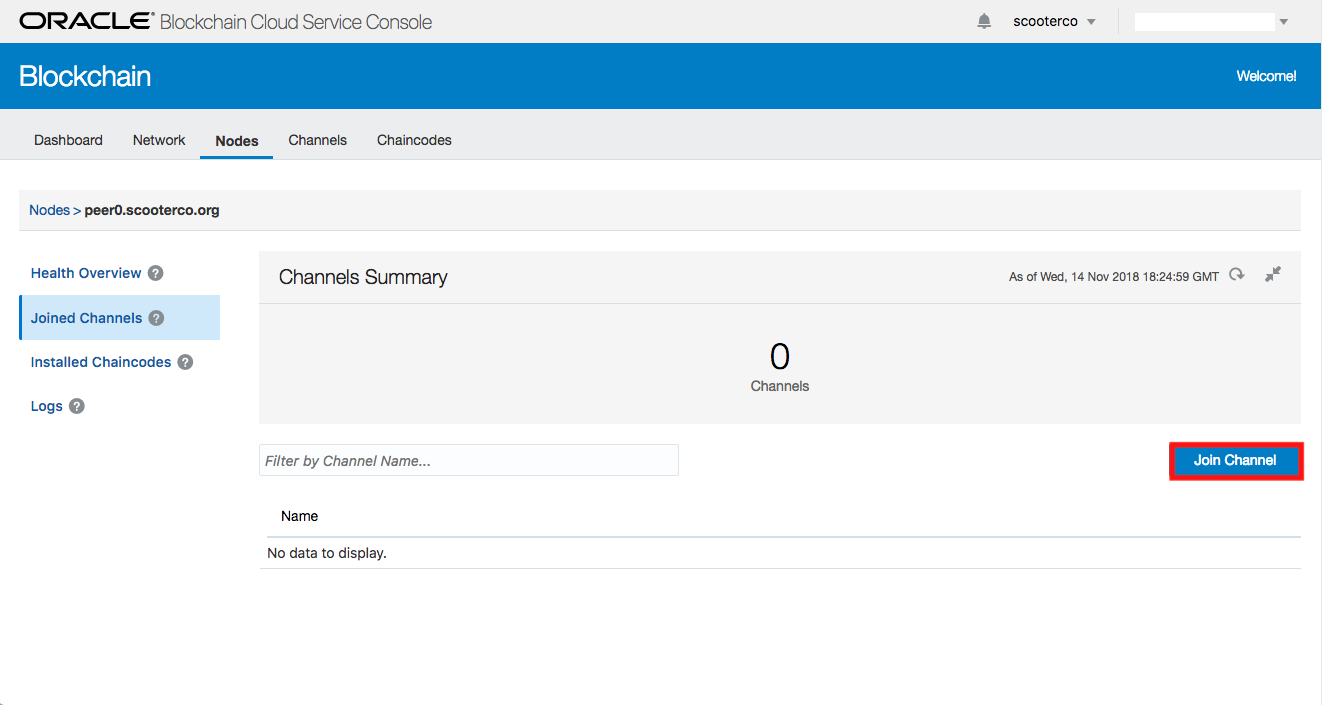 ORACLE® Blockchain Cloud Service Console
scooterco
Blockchain
Welcome!
Dashboard Network Nodes Channels Chaincodes
Nodes > peer0.scooterco.org
Health Overview ?
Joined Channels ?
Installed Chaincodes ?
Logs ?
Channels Summary
As of Wed, 14 Nov 2018 18:24:59 GMT
0
Channels
Filter by Channel Name...
Join Channel
Name
No data to display.